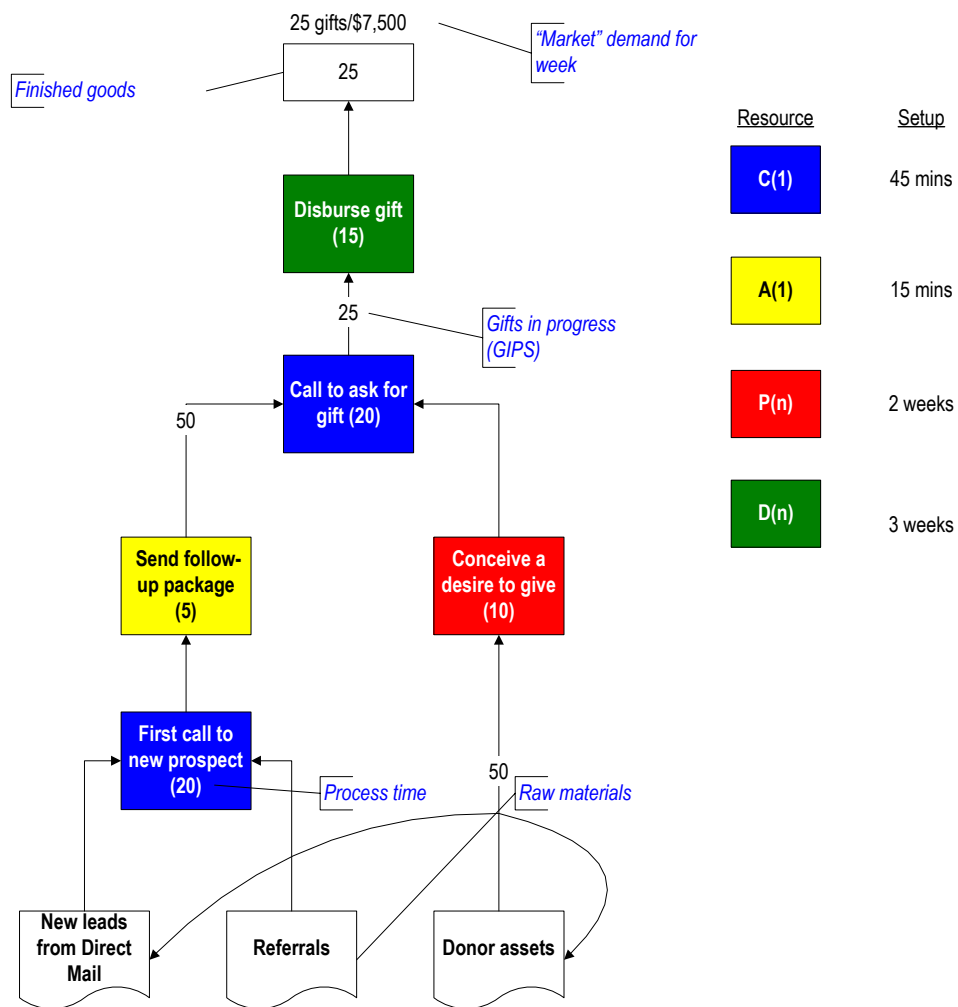 25 gifts/$7,500
“Market” demand for
week
Finished goods
25
Resource
Setup
C(1)
45 mins
Disburse gift
(15)
A(1)
15 mins
25
Gifts in progress
(GIPS)
Call to ask for
gift (20)
P(n)
2 weeks
50
D(n)
3 weeks
Send follow-
up package
(5)
Conceive a
desire to give
(10)
First call to
new prospect
(20)
50
Process time
Raw materials
New leads
from Direct
Mail
Referrals
Donor assets